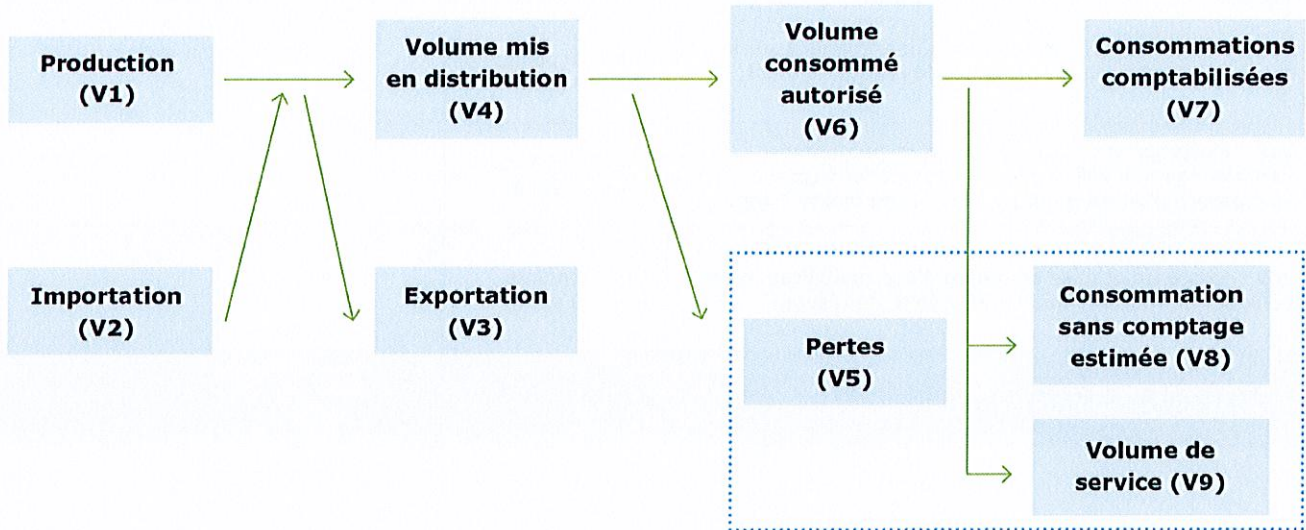 Production
(V1)
Volume mis
en distribution
(V4)
Volume
consommé
autorisé
(V6)
Consommations
comptabilisées
(V7)
Importation
(V2)
Exportation
(V3)
Pertes
(V5)
Consommation
sans comptage
estimée (V8)
Volume de
service (V9)